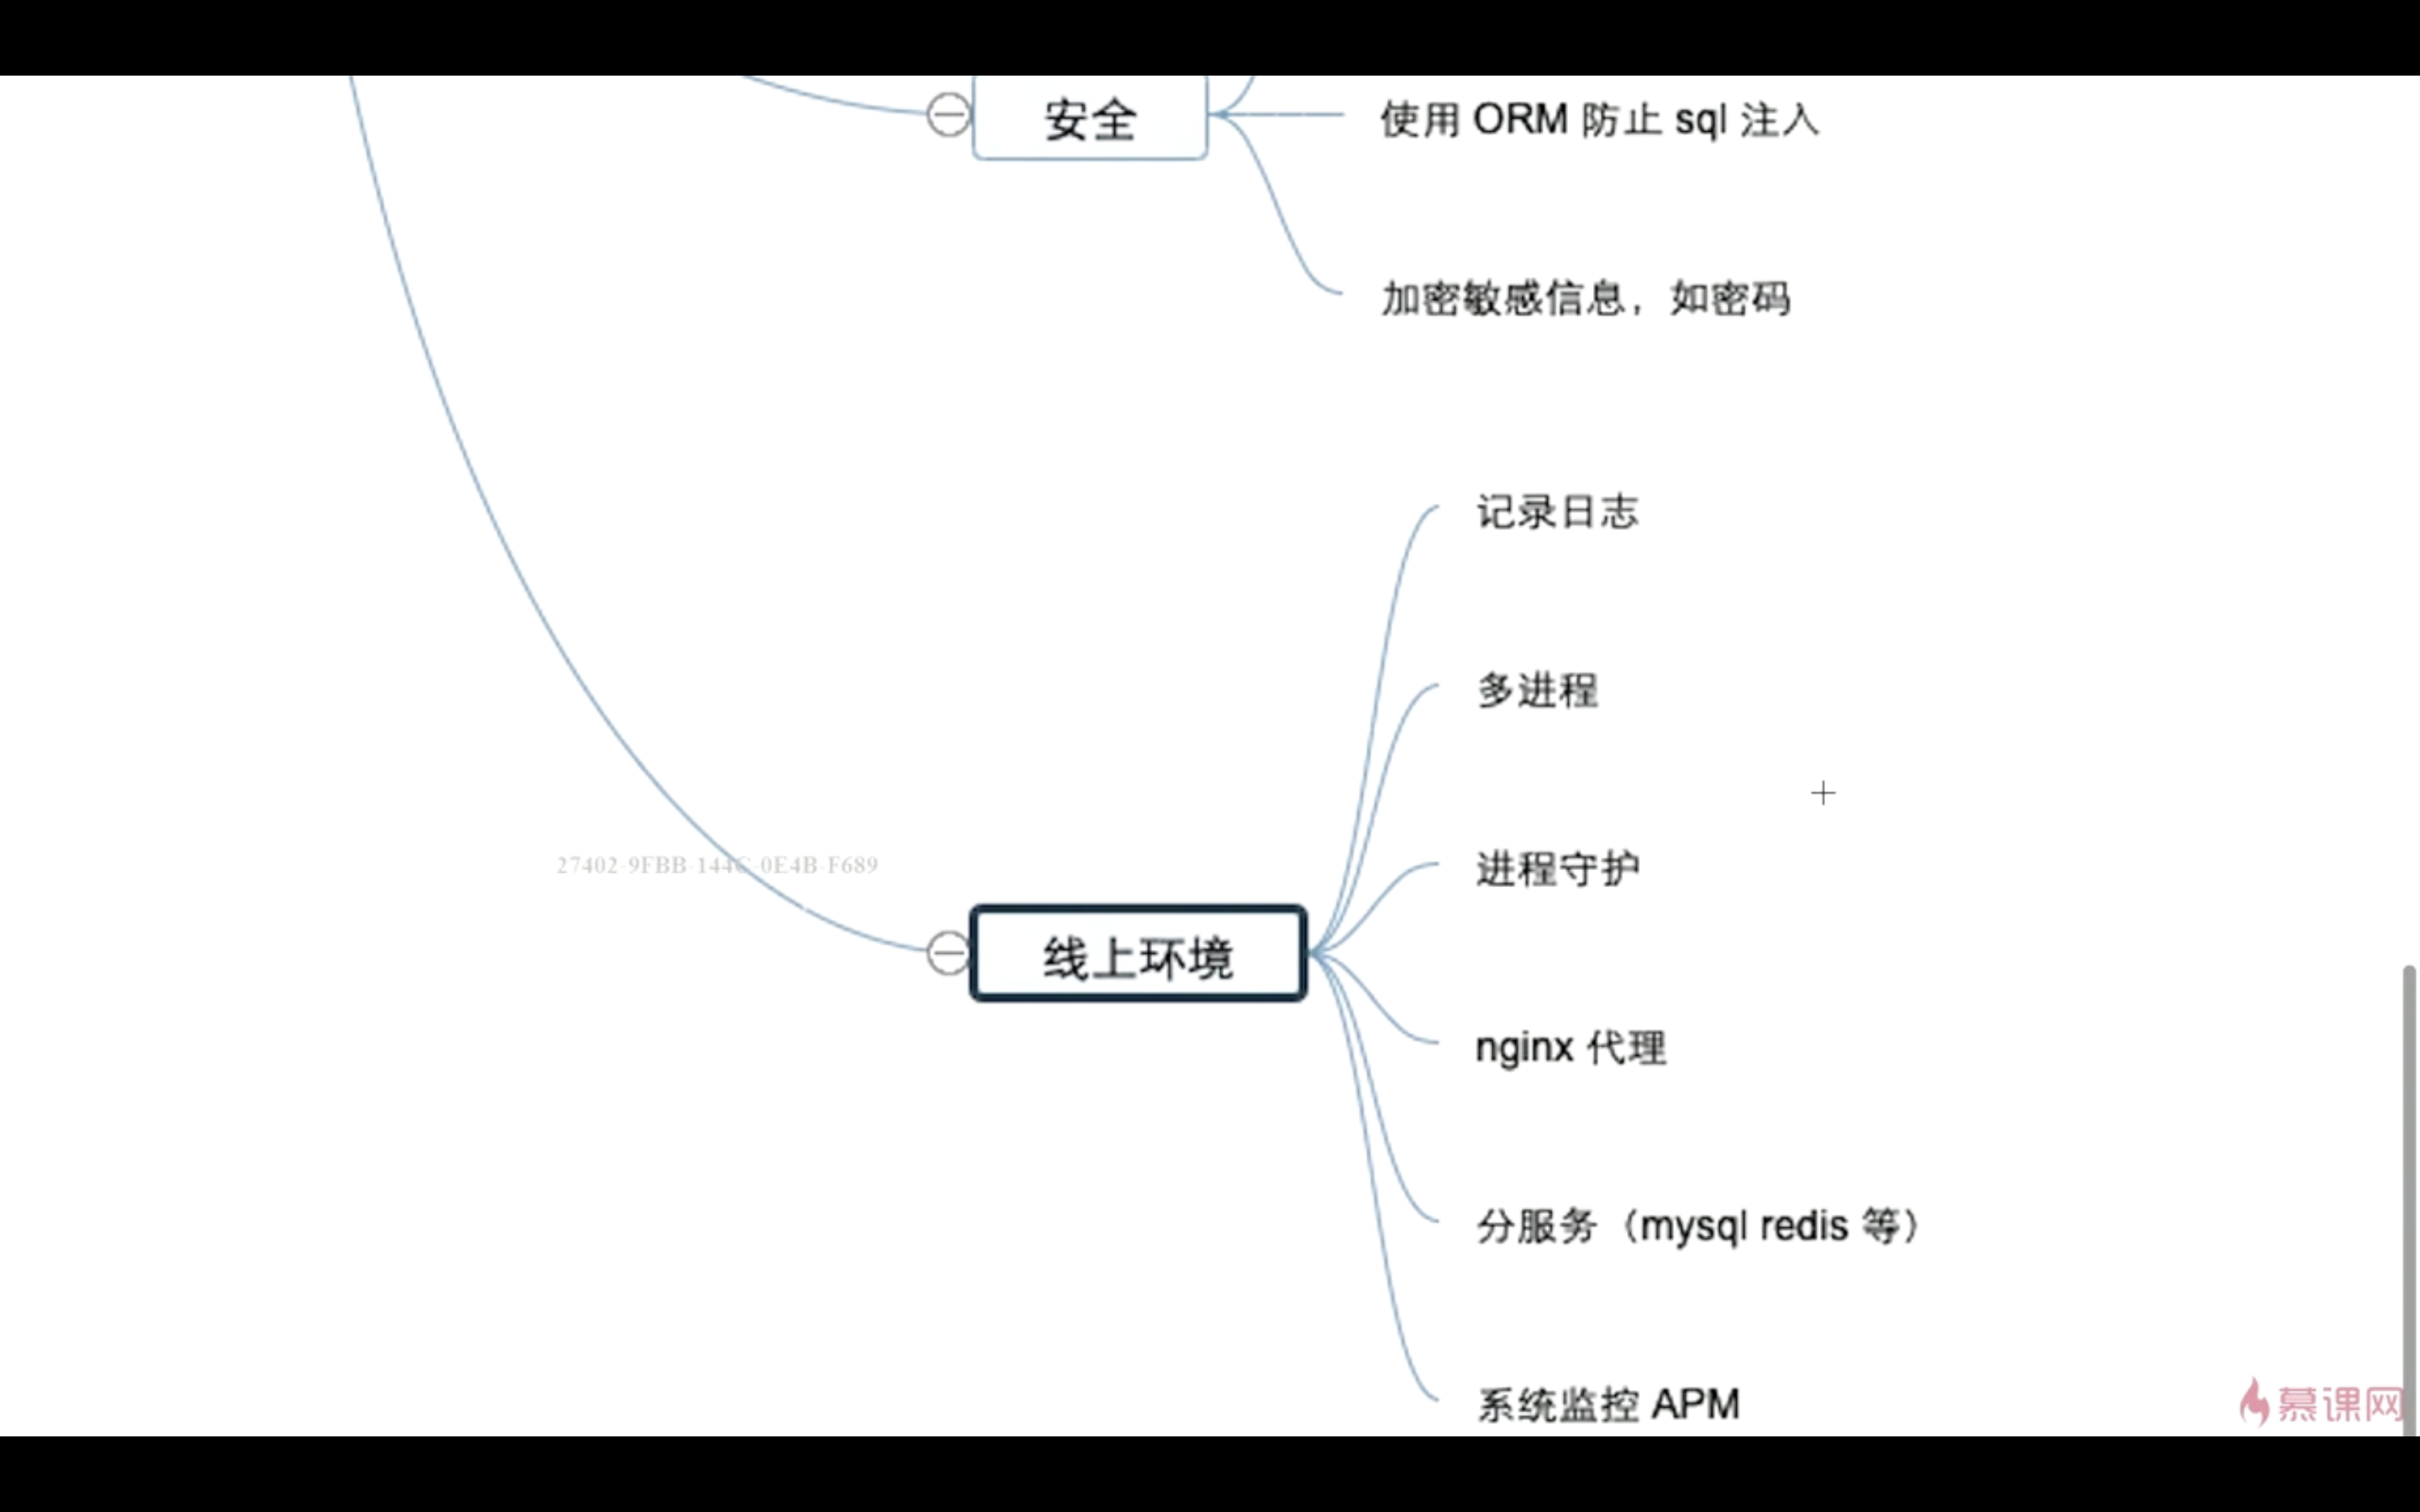 安全
使用 ORM 防止 sql 注入
加密敏感信息，如密码
记录日志
多进程
进程守护
27402-9FBB-144C-0E4B-F689
线上环境
nginx 代理
分服务（mysql redis 等）
系统监控 APM
慕课网